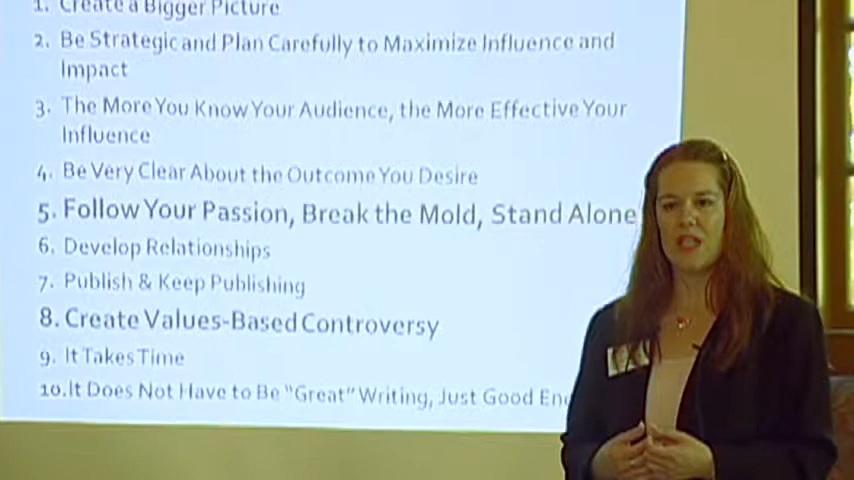 1. Create a Bigger Picture
2. Be Strategic and Plan Carefully to Maximize Influence and
Impact
3. The More You Know Your Audience, the More Effective Your
Influence
4. Be Very Clear About the Outcome You Desire
5. Follow Your Passion, Break the Mold, Stand Alone
6. Develop Relationships
7. Publish & Keep Publishing
8. Create Values-Based Controversy
9. It Takes Time
10.It Does Not Have to Be "Great" Writing, Just Good